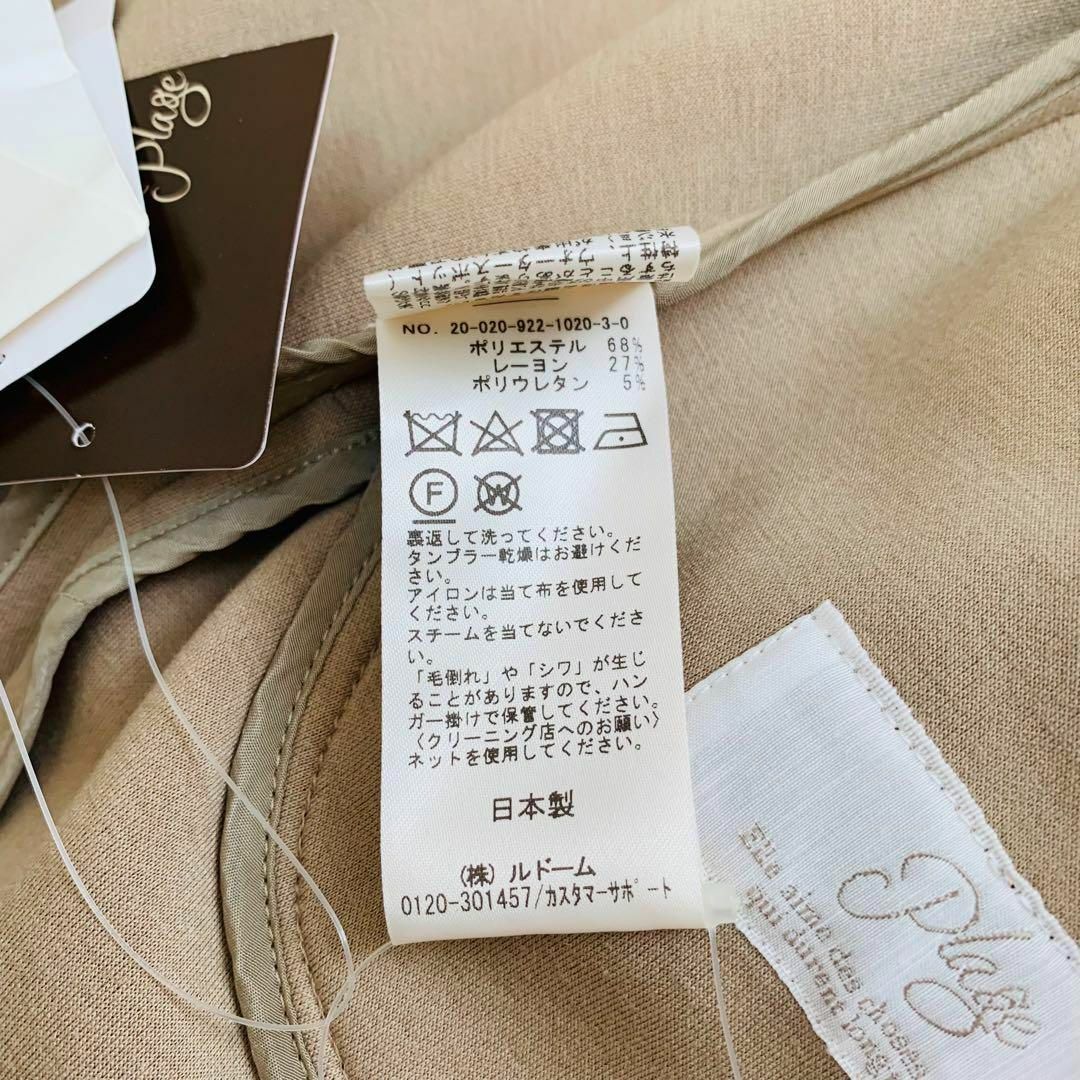 Plage
NO. 20-020-922-1020-3-0
ポリエステル 68%
レーヨン 27%
ポリウレタン 5%
F W
裏返して洗ってください。
タンブラー乾燥はお避けくだ
さい。
アイロンは当て布を使用して
ください。
スチームを当てないでくださ
い。
「毛倒れ」や「シワ」が生じ
ることがありますので、ハン
ガー掛けで保管してください。
〈クリーニング店へのお願い〉
ネットを使用してください。
日本製
(株) ルドーム
0120-301457/カスタマーサポート
Plage
Elle aime des choses
qui durent long